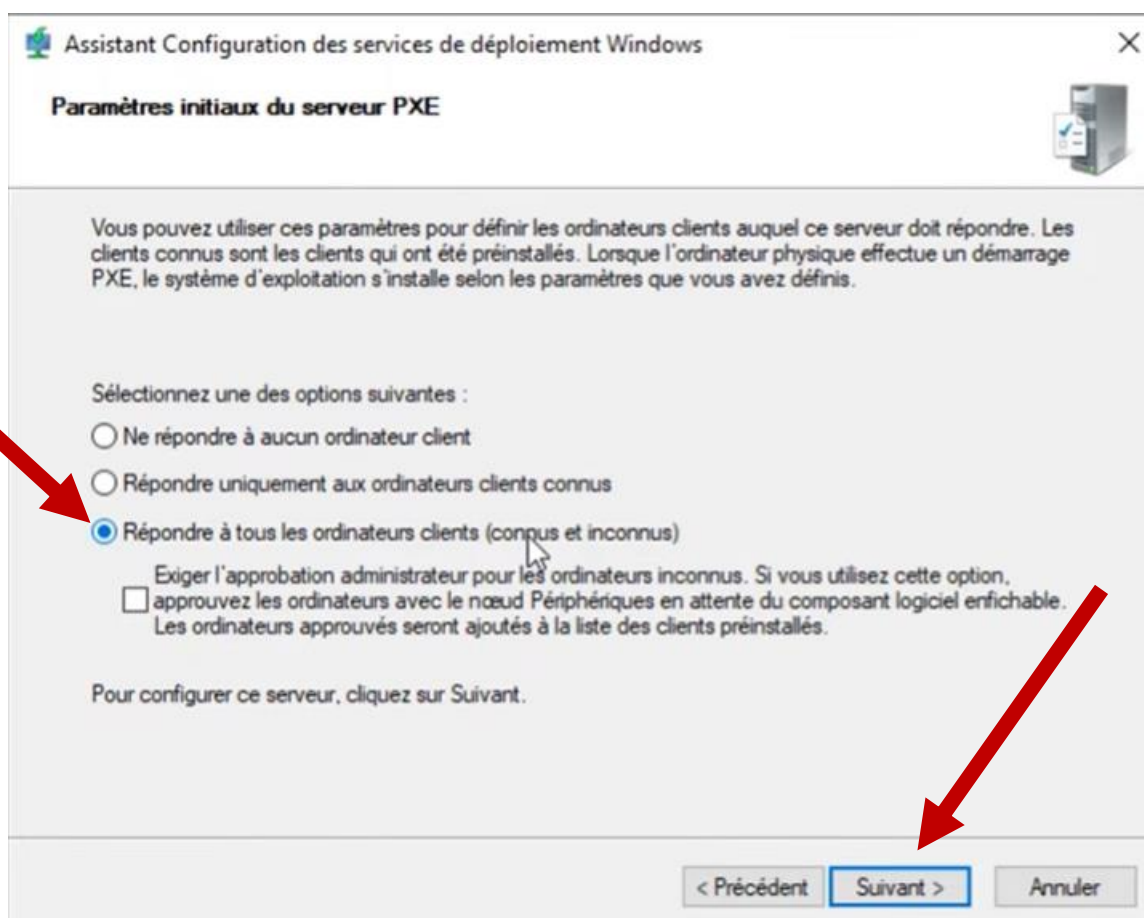 Assistant Configuration des services de déploiement Windows
Paramètres initiaux du serveur PXE
Vous pouvez utiliser ces paramètres pour définir les ordinateurs clients auquel ce serveur doit répondre. Les
clients connus sont les clients qui ont été préinstallés. Lorsque l'ordinateur physique effectue un démarrage
PXE, le système d'exploitation s'installe selon les paramètres que vous avez définis.
Sélectionnez une des options suivantes :
Ne répondre à aucun ordinateur client
Répondre uniquement aux ordinateurs clients connus
Répondre à tous les ordinateurs clients (connus et inconnus)
Exiger l'approbation administrateur pour les ordinateurs inconnus. Si vous utilisez cette option,
approuvez les ordinateurs avec le nœud Périphériques en attente du composant logiciel enfichable.
Les ordinateurs approuvés seront ajoutés à la liste des clients préinstallés.
Pour configurer ce serveur, cliquez sur Suivant.
< Précédent Suivant > Annuler